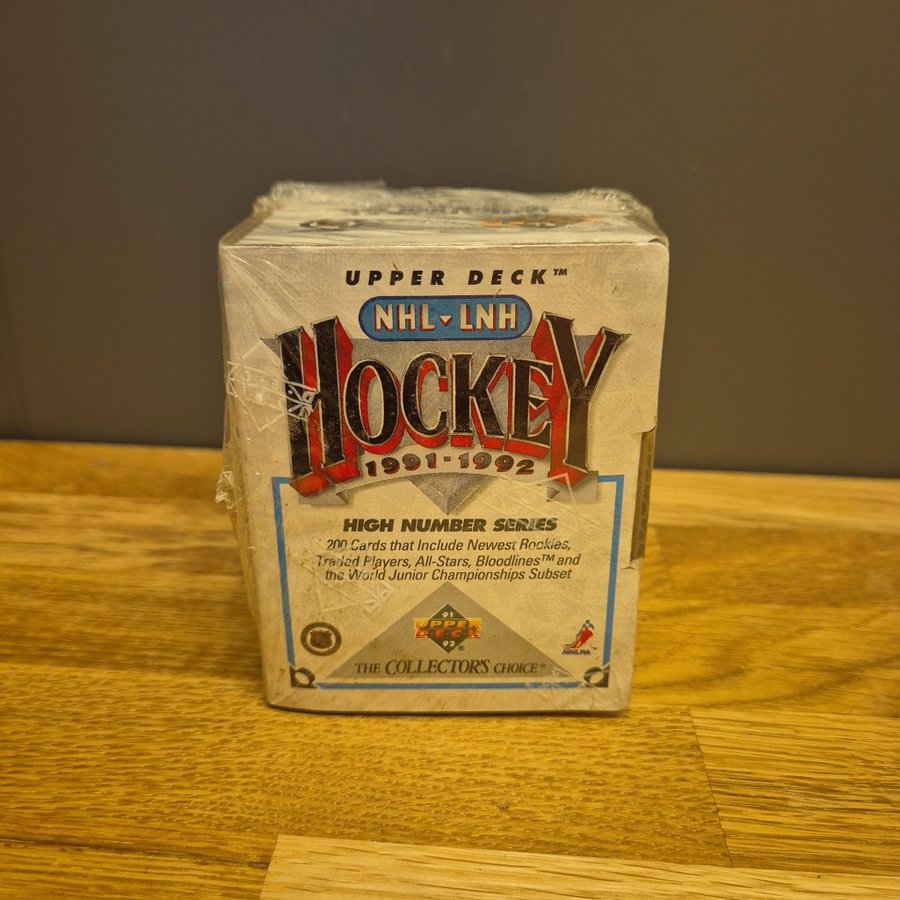 UPPER DECK™
NHL LNH
HOCKEY
1991-1992
HIGH NUMBER SERIES
200 Cards that Include Newest Rookies,
Traded Players, All-Stars, Bloodlines™ and
the World Junior Championships Subset
91
UPPER
DECK
92®
THE COLLECTOR'S CHOICE®
NHLPA™